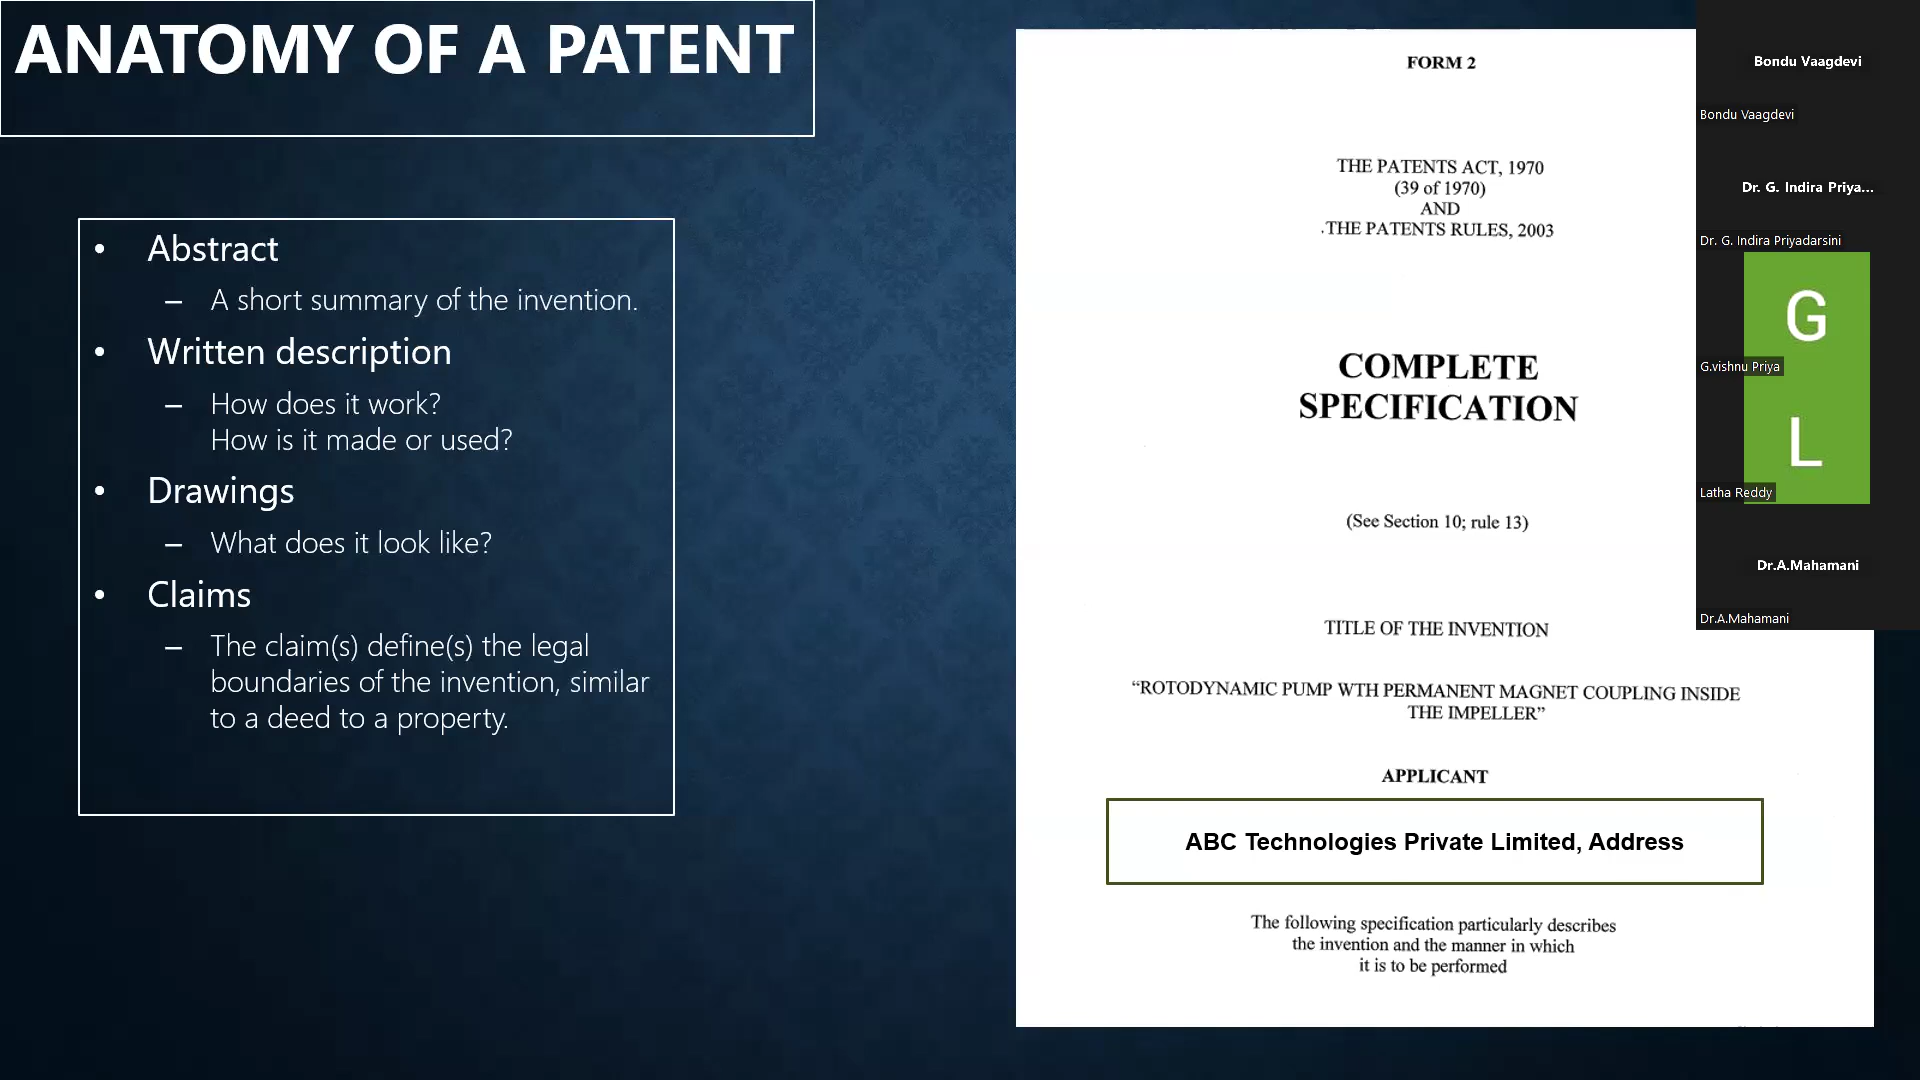 ANATOMY OF A PATENT
• Abstract
– A short summary of the invention.
• Written description
– How does it work?
How is it made or used?
• Drawings
– What does it look like?
• Claims
– The claim(s) define(s) the legal
boundaries of the invention, similar
to a deed to a property.
FORM 2
THE PATENTS ACT, 1970
(39 of 1970)
AND
.THE PATENTS RULES, 2003
COMPLETE
SPECIFICATION
(See Section 10; rule 13)
TITLE OF THE INVENTION
“ROTODYNAMIC PUMP WTH PERMANENT MAGNET COUPLING INSIDE
THE IMPELLER”
APPLICANT
ABC Technologies Private Limited, Address
The following specification particularly describes
the invention and the manner in which
it is to be performed
Bondu Vaagdevi
Bondu Vaagdevi
Dr. G. Indira Priya...
Dr. G. Indira Priyadarsini
G
G.vishnu Priya
L
Latha Reddy
Dr.A.Mahamani
Dr.A.Mahamani